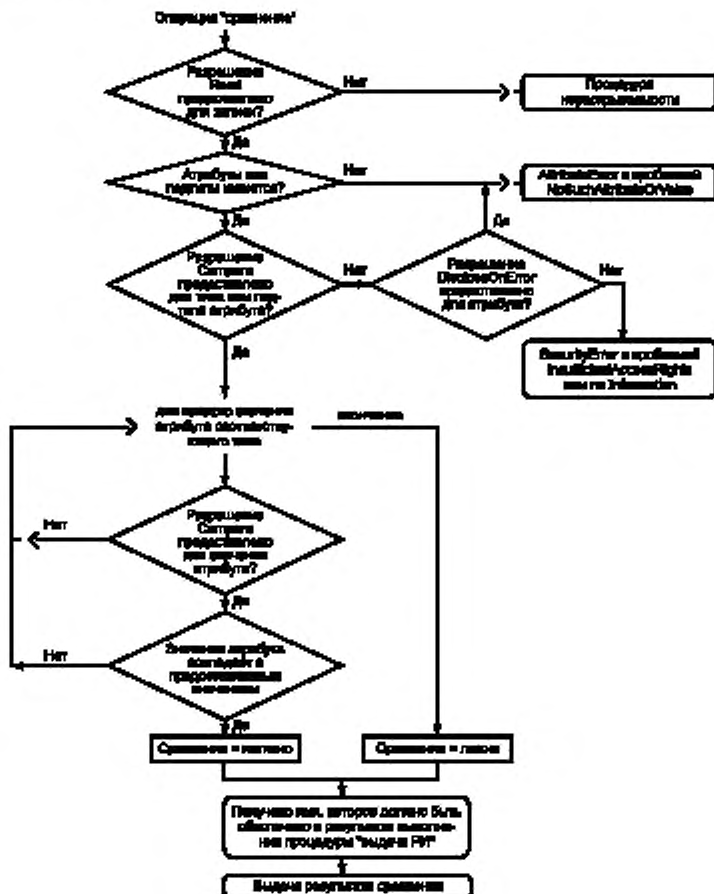 Операция "сравнение"
Разрешение
Read
предоставлено
для записи?
Нет
Процедура
нераскрываемости
Да
Атрибуты или
подтипы имеются?
Нет
AttributeError с проблемой
NoSuchAttributeOrValue
Да
Разрешение
Compare
предоставлено
для типа или под-
типа атрибута?
Нет
Да
Разрешение
DiscloseOnError
предоставлено
для атрибута?
Нет
SecurityError с проблемой
InsufficientAccessRights
или no Information
Да
Для каждого значения
атрибута соответству-
ющего типа
окончание
Разрешение
Compare
предоставлено
для значения
атрибута?
Нет
Да
Значение атрибута
совпадает с
предоставляемым
значением
Нет
Да
Сравнение = истинно
Сравнение = ложно
Получено имя, которое должно быть
обеспечено в результате выполне-
ния процедуры "выдача РИ"
Выдача результатов сравнения